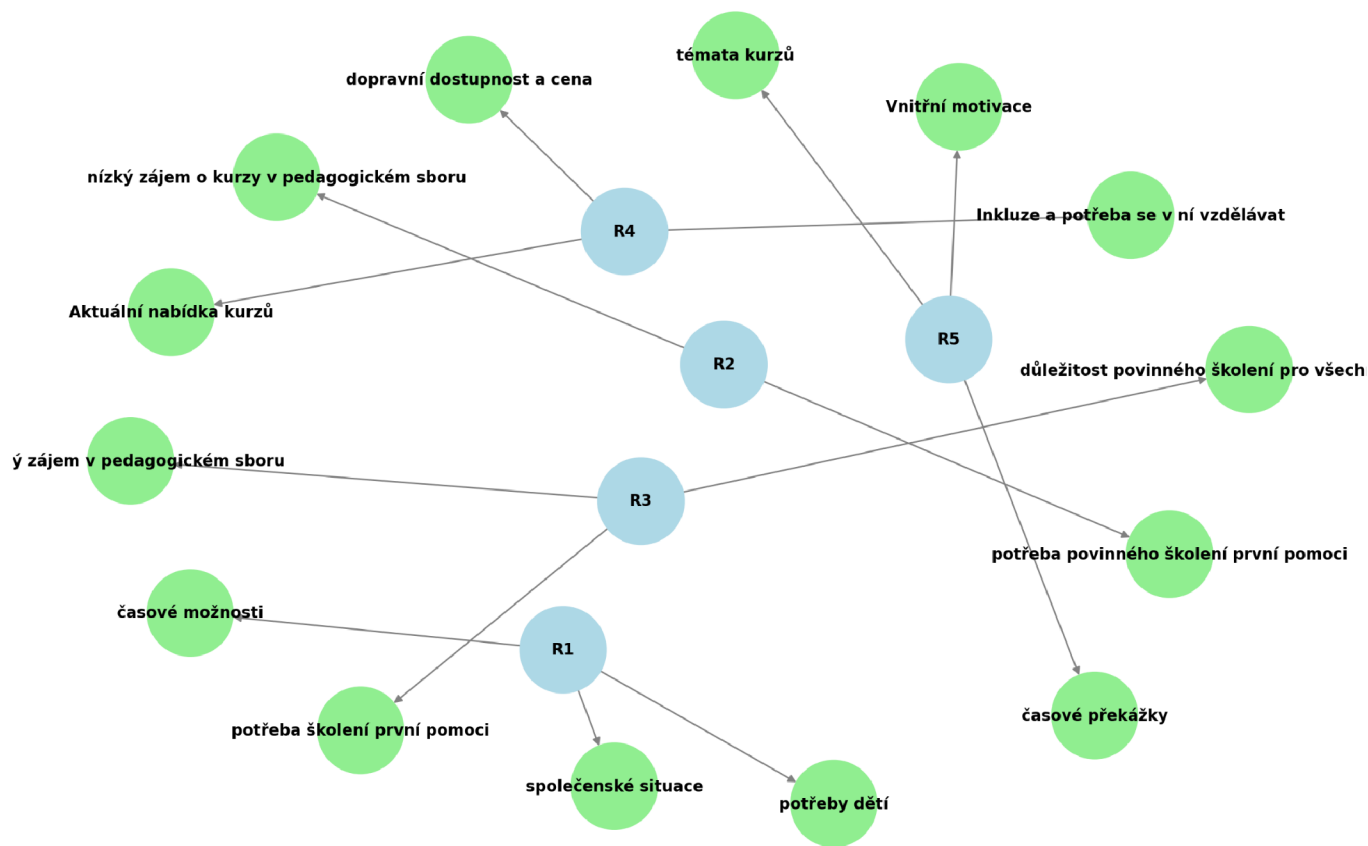 témata kurzů
dopravní dostupnost a cena
Vnitřní motivace
nízký zájem o kurzy v pedagogickém sboru
Inkluze a potřeba se v ní vzdělávat
R4
Aktuální nabídka kurzů
R5
R2
důležitost povinného školení pro všech
ý zájem v pedagogickém sboru
R3
potřeba povinného školení první pomoci
časové možnosti
R1
časové překážky
potřeba školení první pomoci
společenské situace
potřeby dětí